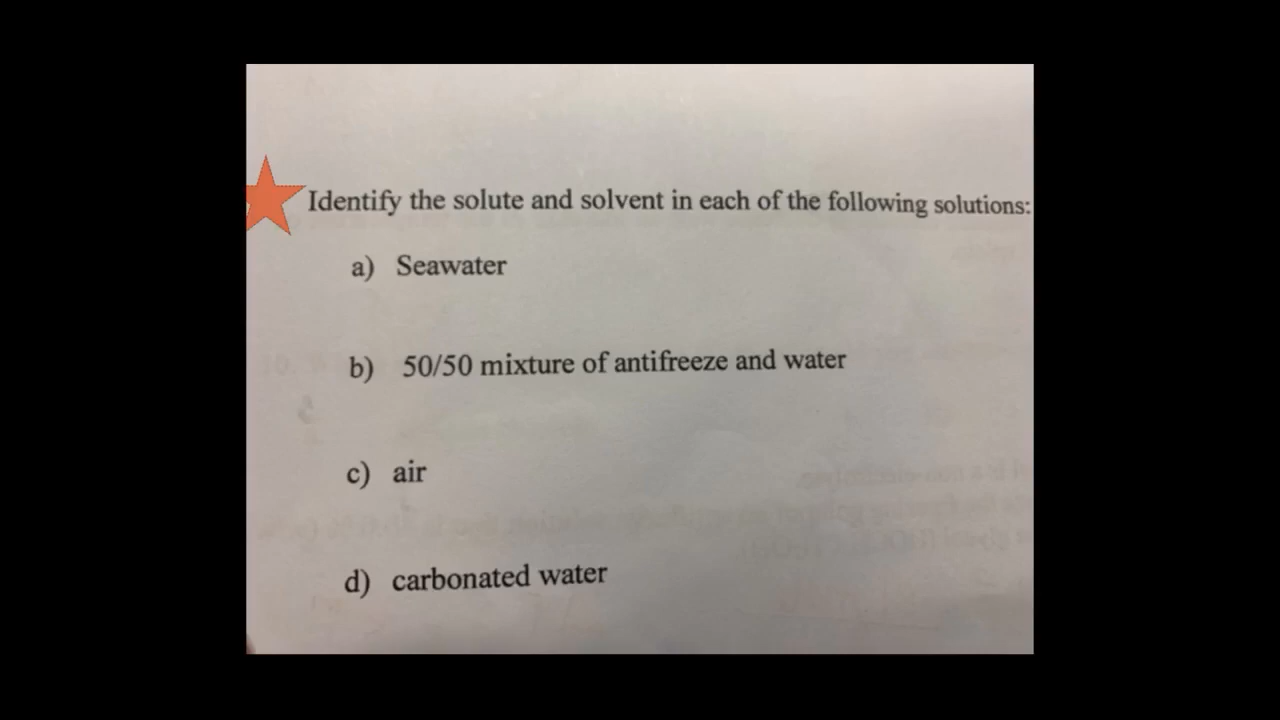 Identify the solute and solvent in each of the following solutions:
a) Seawater
b) 50/50 mixture of antifreeze and water
c) air
d) carbonated water